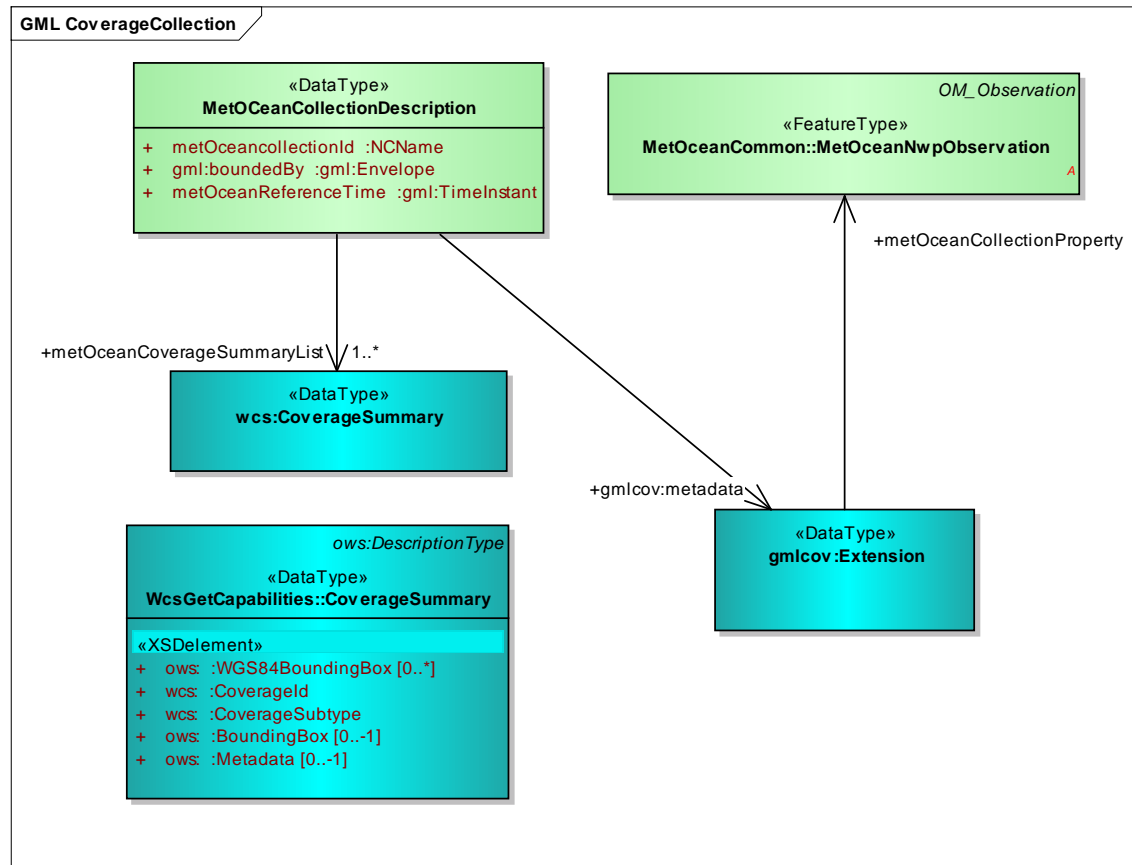 GML CoverageCollection
«DataType»
MetOCeanCollectionDescription
+ metOceancollectionId :NCName
+ gml:boundedBy :gml:Envelope
+ metOceanReferenceTime :gml:TimeInstant
OM_Observation
«FeatureType»
MetOceanCommon::MetOceanNwpObservation
A
+metOceanCollectionProperty
+metOceanCoverageSummaryList 1..*
«DataType»
wcs:CoverageSummary
+gmlcov:metadata
«DataType»
gmlcov:Extension
ows:DescriptionType
«DataType»
WcsGetCapabilities::CoverageSummary
«XSDelement»
+ ows: :WGS84BoundingBox [0..*]
+ wcs: :CoverageId
+ wcs: :CoverageSubtype
+ ows: :BoundingBox [0..-1]
+ ows: :Metadata [0..-1]